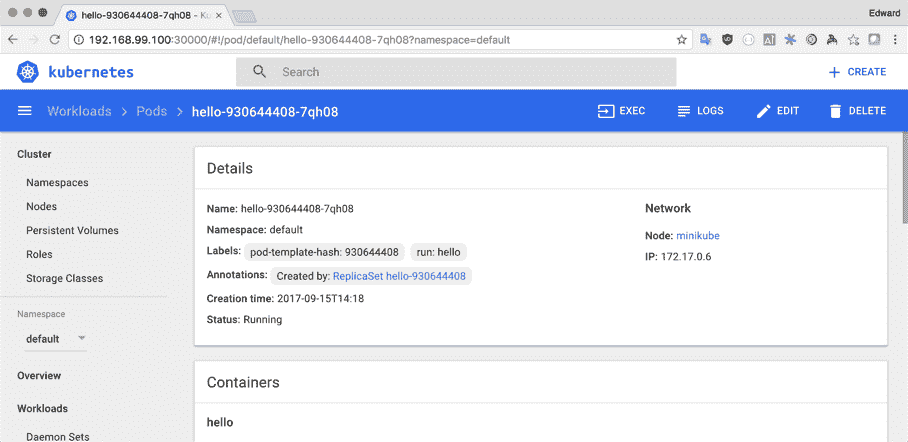 hello-930644408-7qh08 - Ku
Edward
192.168.99.100:30000/#!/pod/default/hello-930644408-7qh08?namespace=default
kubernetes
Search
+ CREATE
Workloads > Pods > hello-930644408-7qh08
EXEC
LOGS
EDIT
DELETE
Cluster
Namespaces
Nodes
Persistent Volumes
Roles
Storage Classes
Namespace
default
Overview
Workloads
Daemon Sets
Details
Name: hello-930644408-7qh08
Namespace: default
Labels: pod-template-hash: 930644408 run: hello
Annotations: Created by: ReplicaSet hello-930644408
Creation time: 2017-09-15T14:18
Status: Running
Network
Node: minikube
IP: 172.17.0.6
Containers
hello